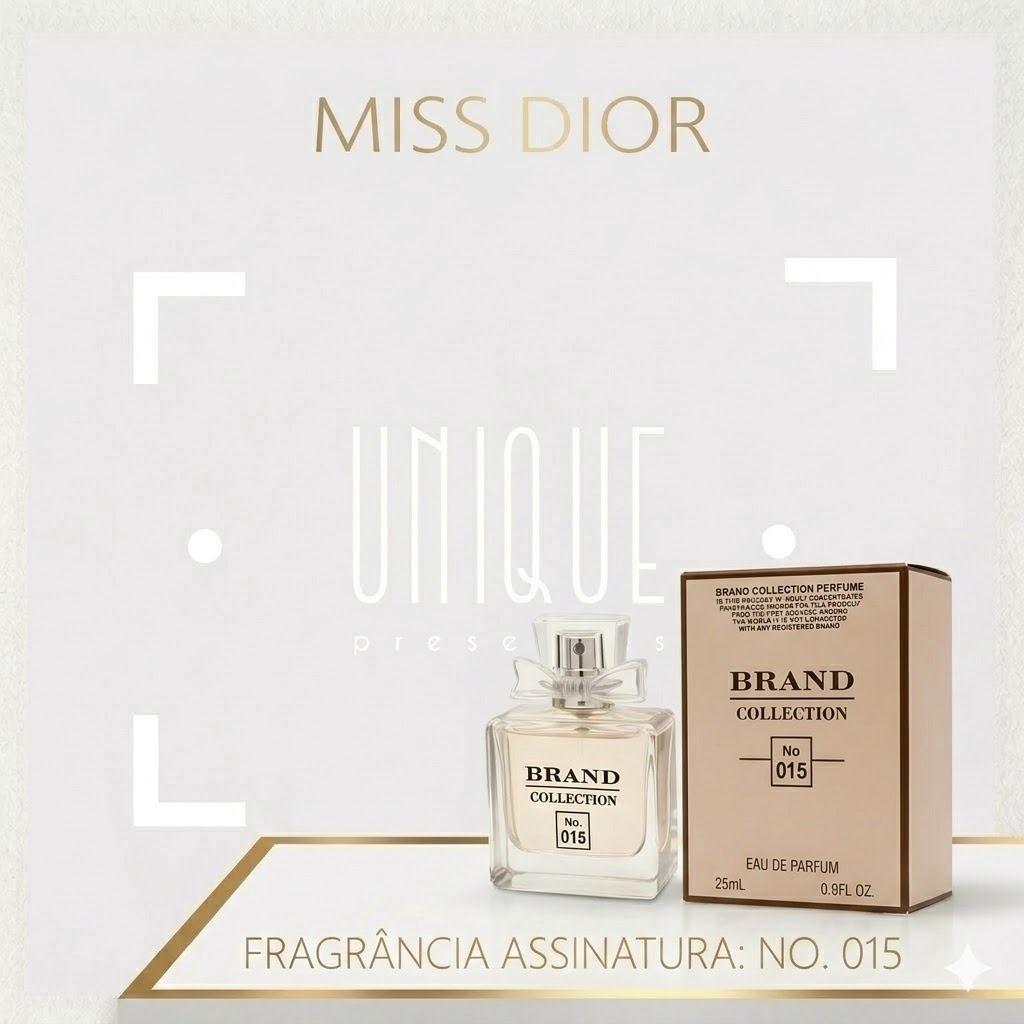 MISS DIOR
UNIQUE
BRANO COLLECTION PERFUME
WITH ANY REGISTERED BNANO
BRAND
COLLECTION
No
015
EAU DE PARFUM
25mL 0.9FL OZ.
BRAND
COLLECTION
No.
015
FRAGRÂNCIA ASSINATURA: NO. 015